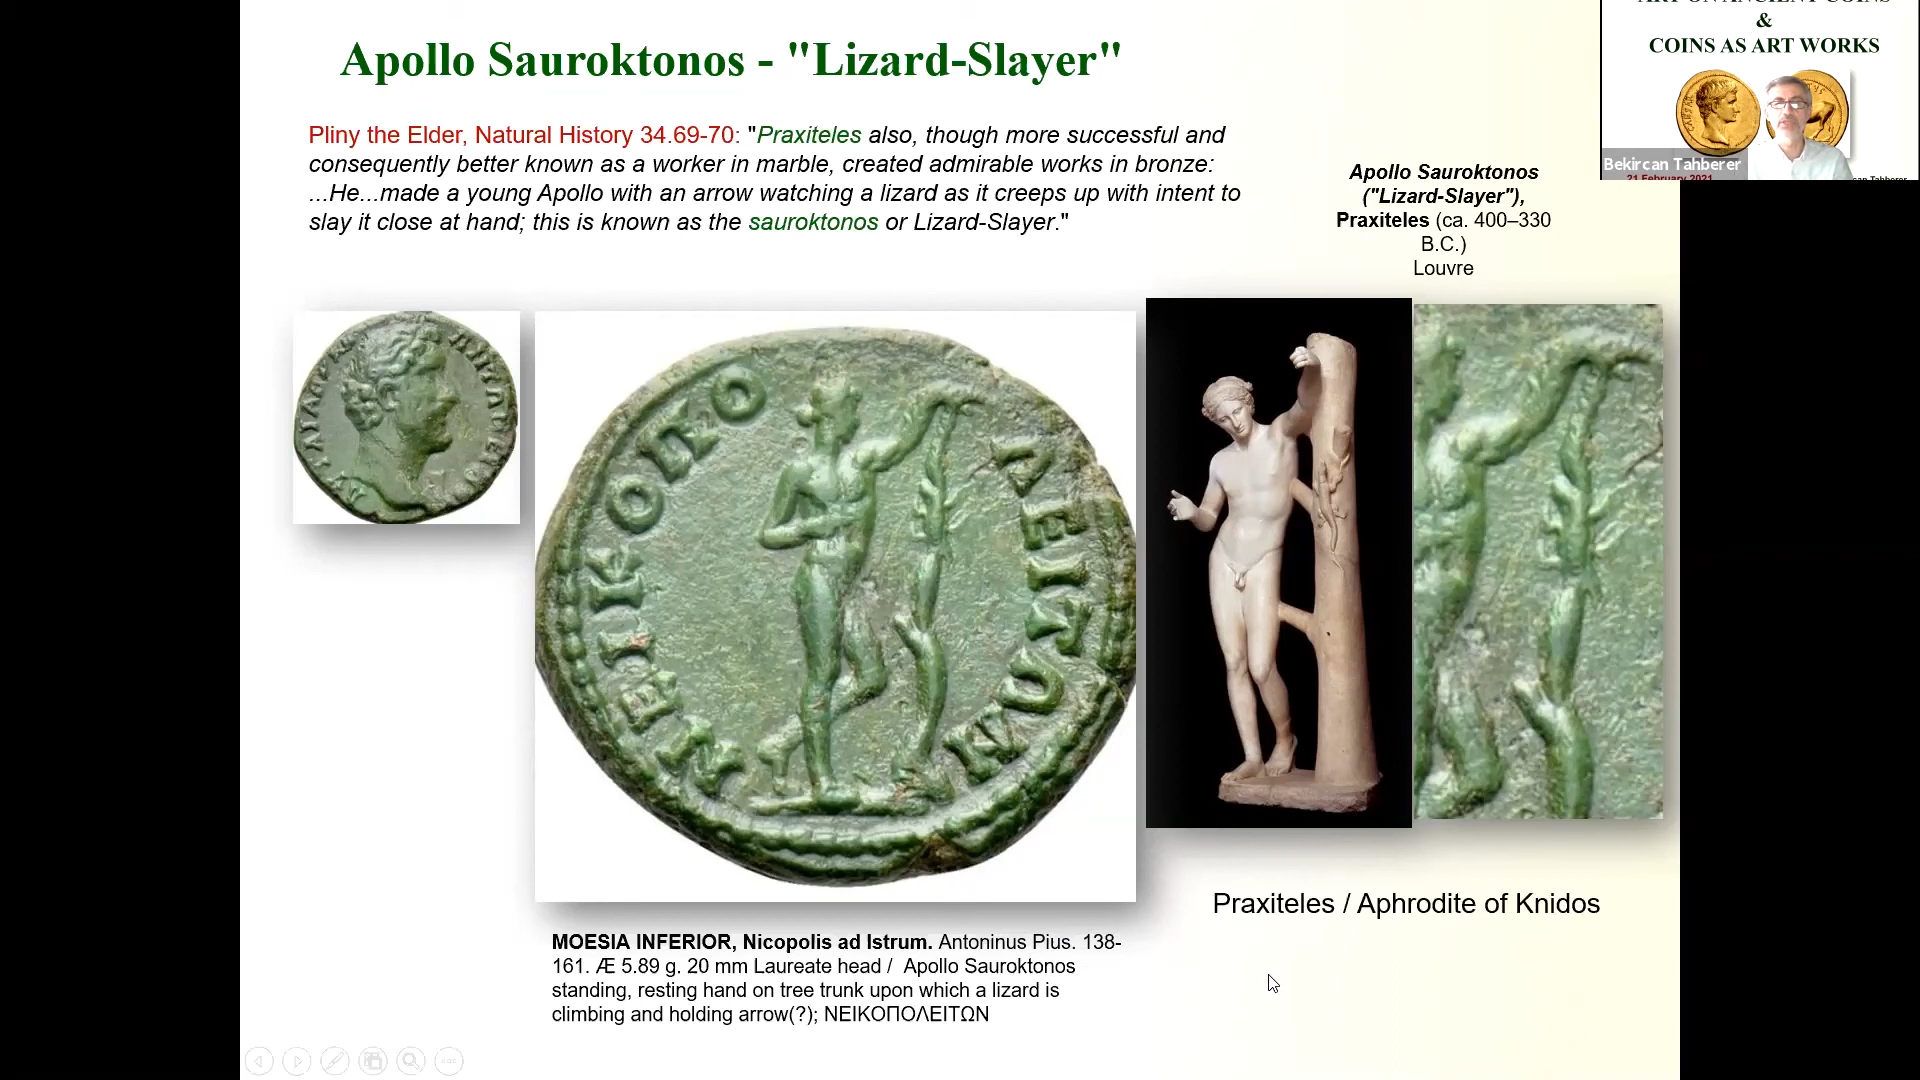 Apollo Sauroktonos - "Lizard-Slayer"
Pliny the Elder, Natural History 34.69-70: "Praxiteles also, though more successful and
consequently better known as a worker in marble, created admirable works in bronze:
...He...made a young Apollo with an arrow watching a lizard as it creeps up with intent to
slay it close at hand; this is known as the sauroktonos or Lizard-Slayer."
Apollo Sauroktonos
("Lizard-Slayer"),
Praxiteles (ca. 400–330
B.C.)
Louvre
&
COINS AS ART WORKS
Bekircan Tahberer
21 February 2021
ΝΕΙΚΟΠΟ
ΛΕΙΤΩΝ
Praxiteles / Aphrodite of Knidos
MOESIA INFERIOR, Nicopolis ad Istrum. Antoninus Pius. 138-
161. Æ 5.89 g. 20 mm Laureate head / Apollo Sauroktonos
standing, resting hand on tree trunk upon which a lizard is
climbing and holding arrow(?); ΝΕΙΚΟΠΟΛΕΙΤΩΝ